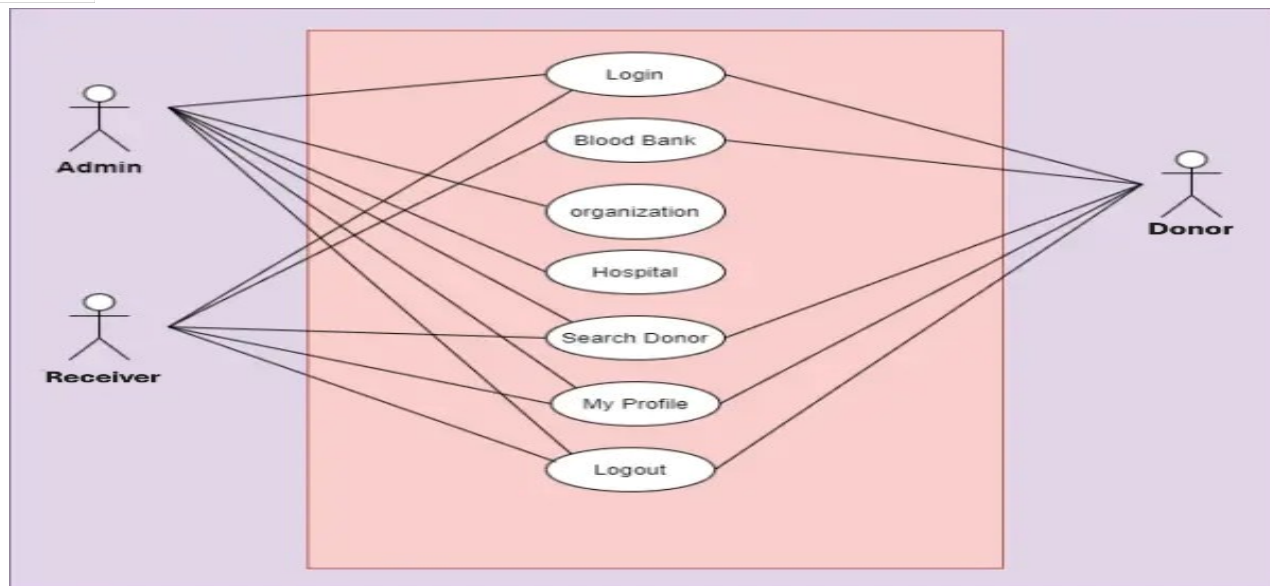 Login
Blood Bank
Admin
organization
Donor
Hospital
Search Donor
Receiver
My Profile
Logout